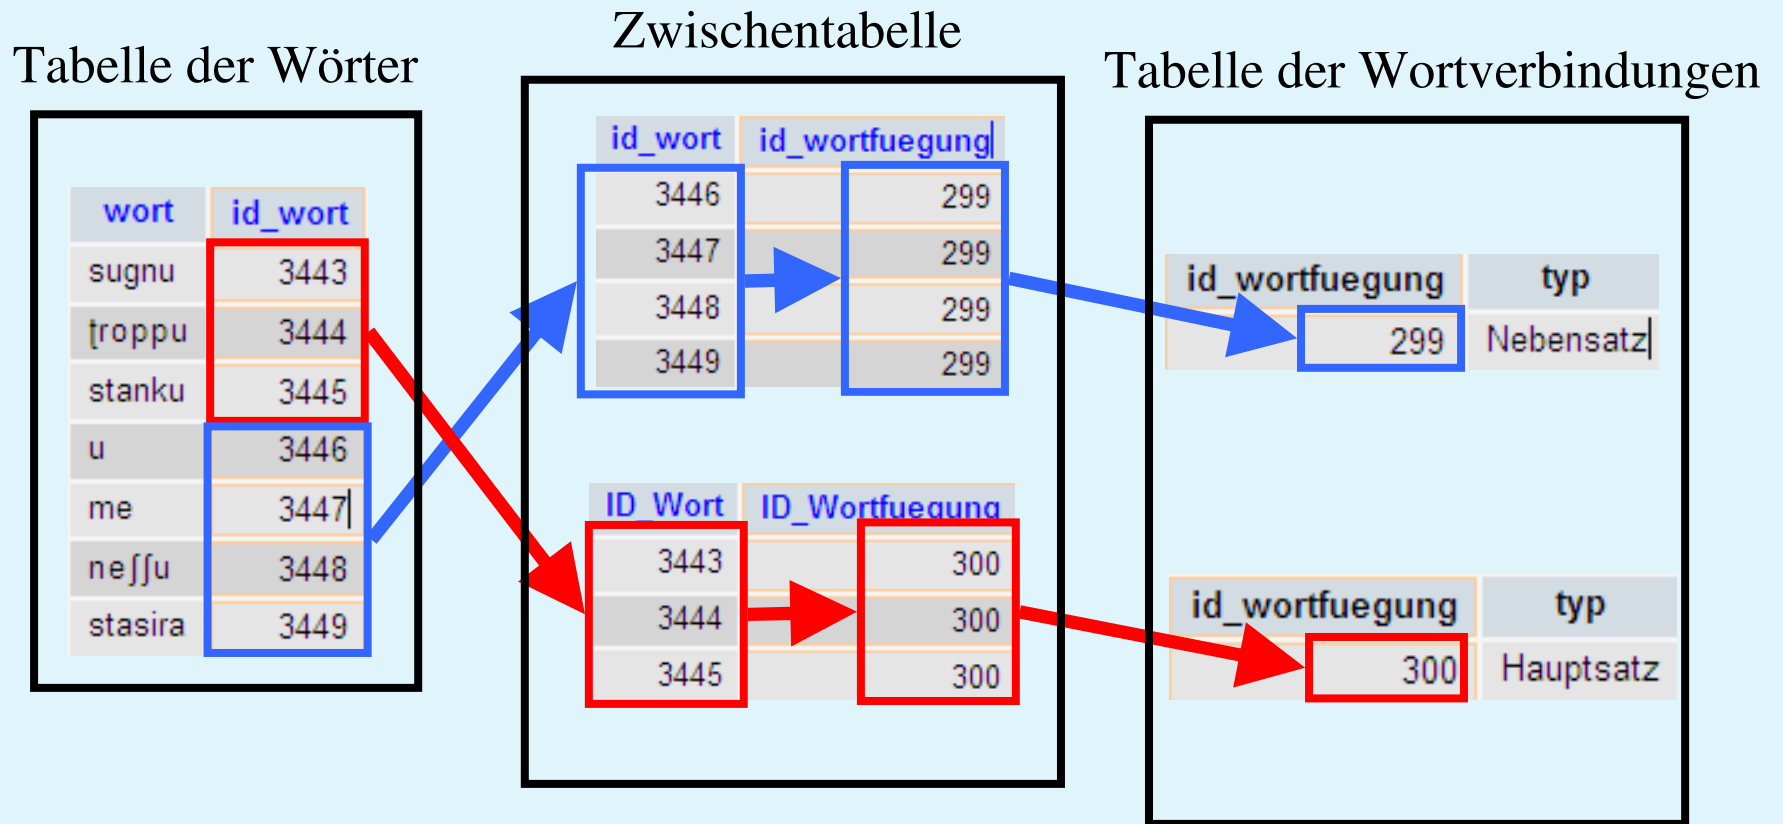 Zwischentabelle
Tabelle der Wörter
Tabelle der Wortverbindungen
wort id_wort
sugnu 3443
ƫroppu 3444
stanku 3445
u 3446
me 3447
neʃʃu 3448
stasira 3449
id_wort id_wortfuegung
3446 299
3447 299
3448 299
3449 299
ID_Wort ID_Wortfuegung
3443 300
3444 300
3445 300
id_wortfuegung typ
299 Nebensatz
id_wortfuegung typ
300 Hauptsatz